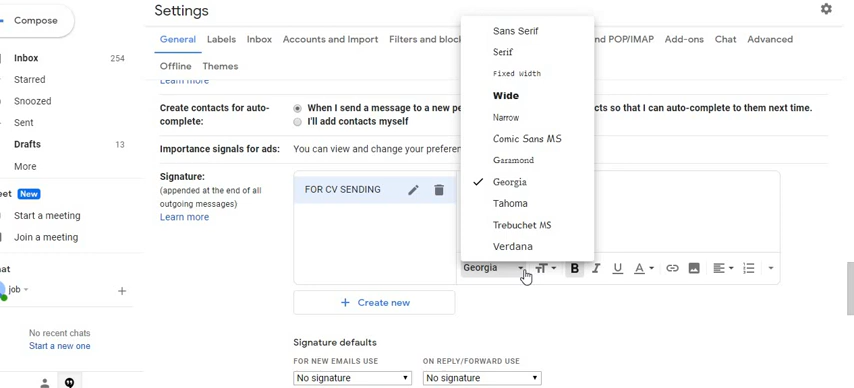 Settings
Compose
General Labels Inbox Accounts and Import Filters and bloc nd POP/IMAP Add-ons Chat Advanced
Offline Themes
Inbox 254
Starred
Snoozed
Sent
Drafts 13
More
eet New
Start a meeting
Join a meeting
hat
job
No recent chats
Start a new one
Learn more
Create contacts for auto-
complete:
When I send a message to a new pe cts so that I can auto-complete to them next time.
I'll add contacts myself
Importance signals for ads: You can view and change your preferen
Signature:
(appended at the end of all
outgoing messages)
Learn more
FOR CV SENDING
Sans Serif
Serif
Fixed Width
Wide
Narrow
Comic Sans MS
Garamond
Georgia
Tahoma
Trebuchet MS
Verdana
Georgia TT B I U A
+ Create new
Signature defaults
FOR NEW EMAILS USE ON REPLY/FORWARD USE
No signature No signature